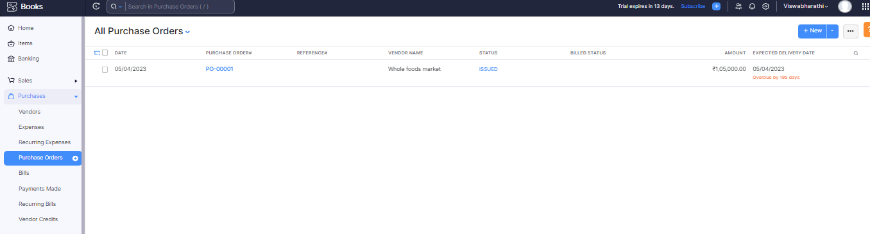 Books
Search in Purchase Orders ( / )
Trial expires in 13 days.
Subscribe
Viswabharathi
Home
Items
Banking
Sales
Purchases
Vendors
Expenses
Recurring Expenses
Purchase Orders
Bills
Payments Made
Recurring Bills
Vendor Credits
All Purchase Orders
+ New
DATE PURCHASE ORDER# REFERENCE# VENDOR NAME STATUS BILLED STATUS AMOUNT EXPECTED DELIVERY DATE
05/04/2023 PO-00001 Whole foods market ISSUED ₹1,05,000.00 05/04/2023
Overdue by days